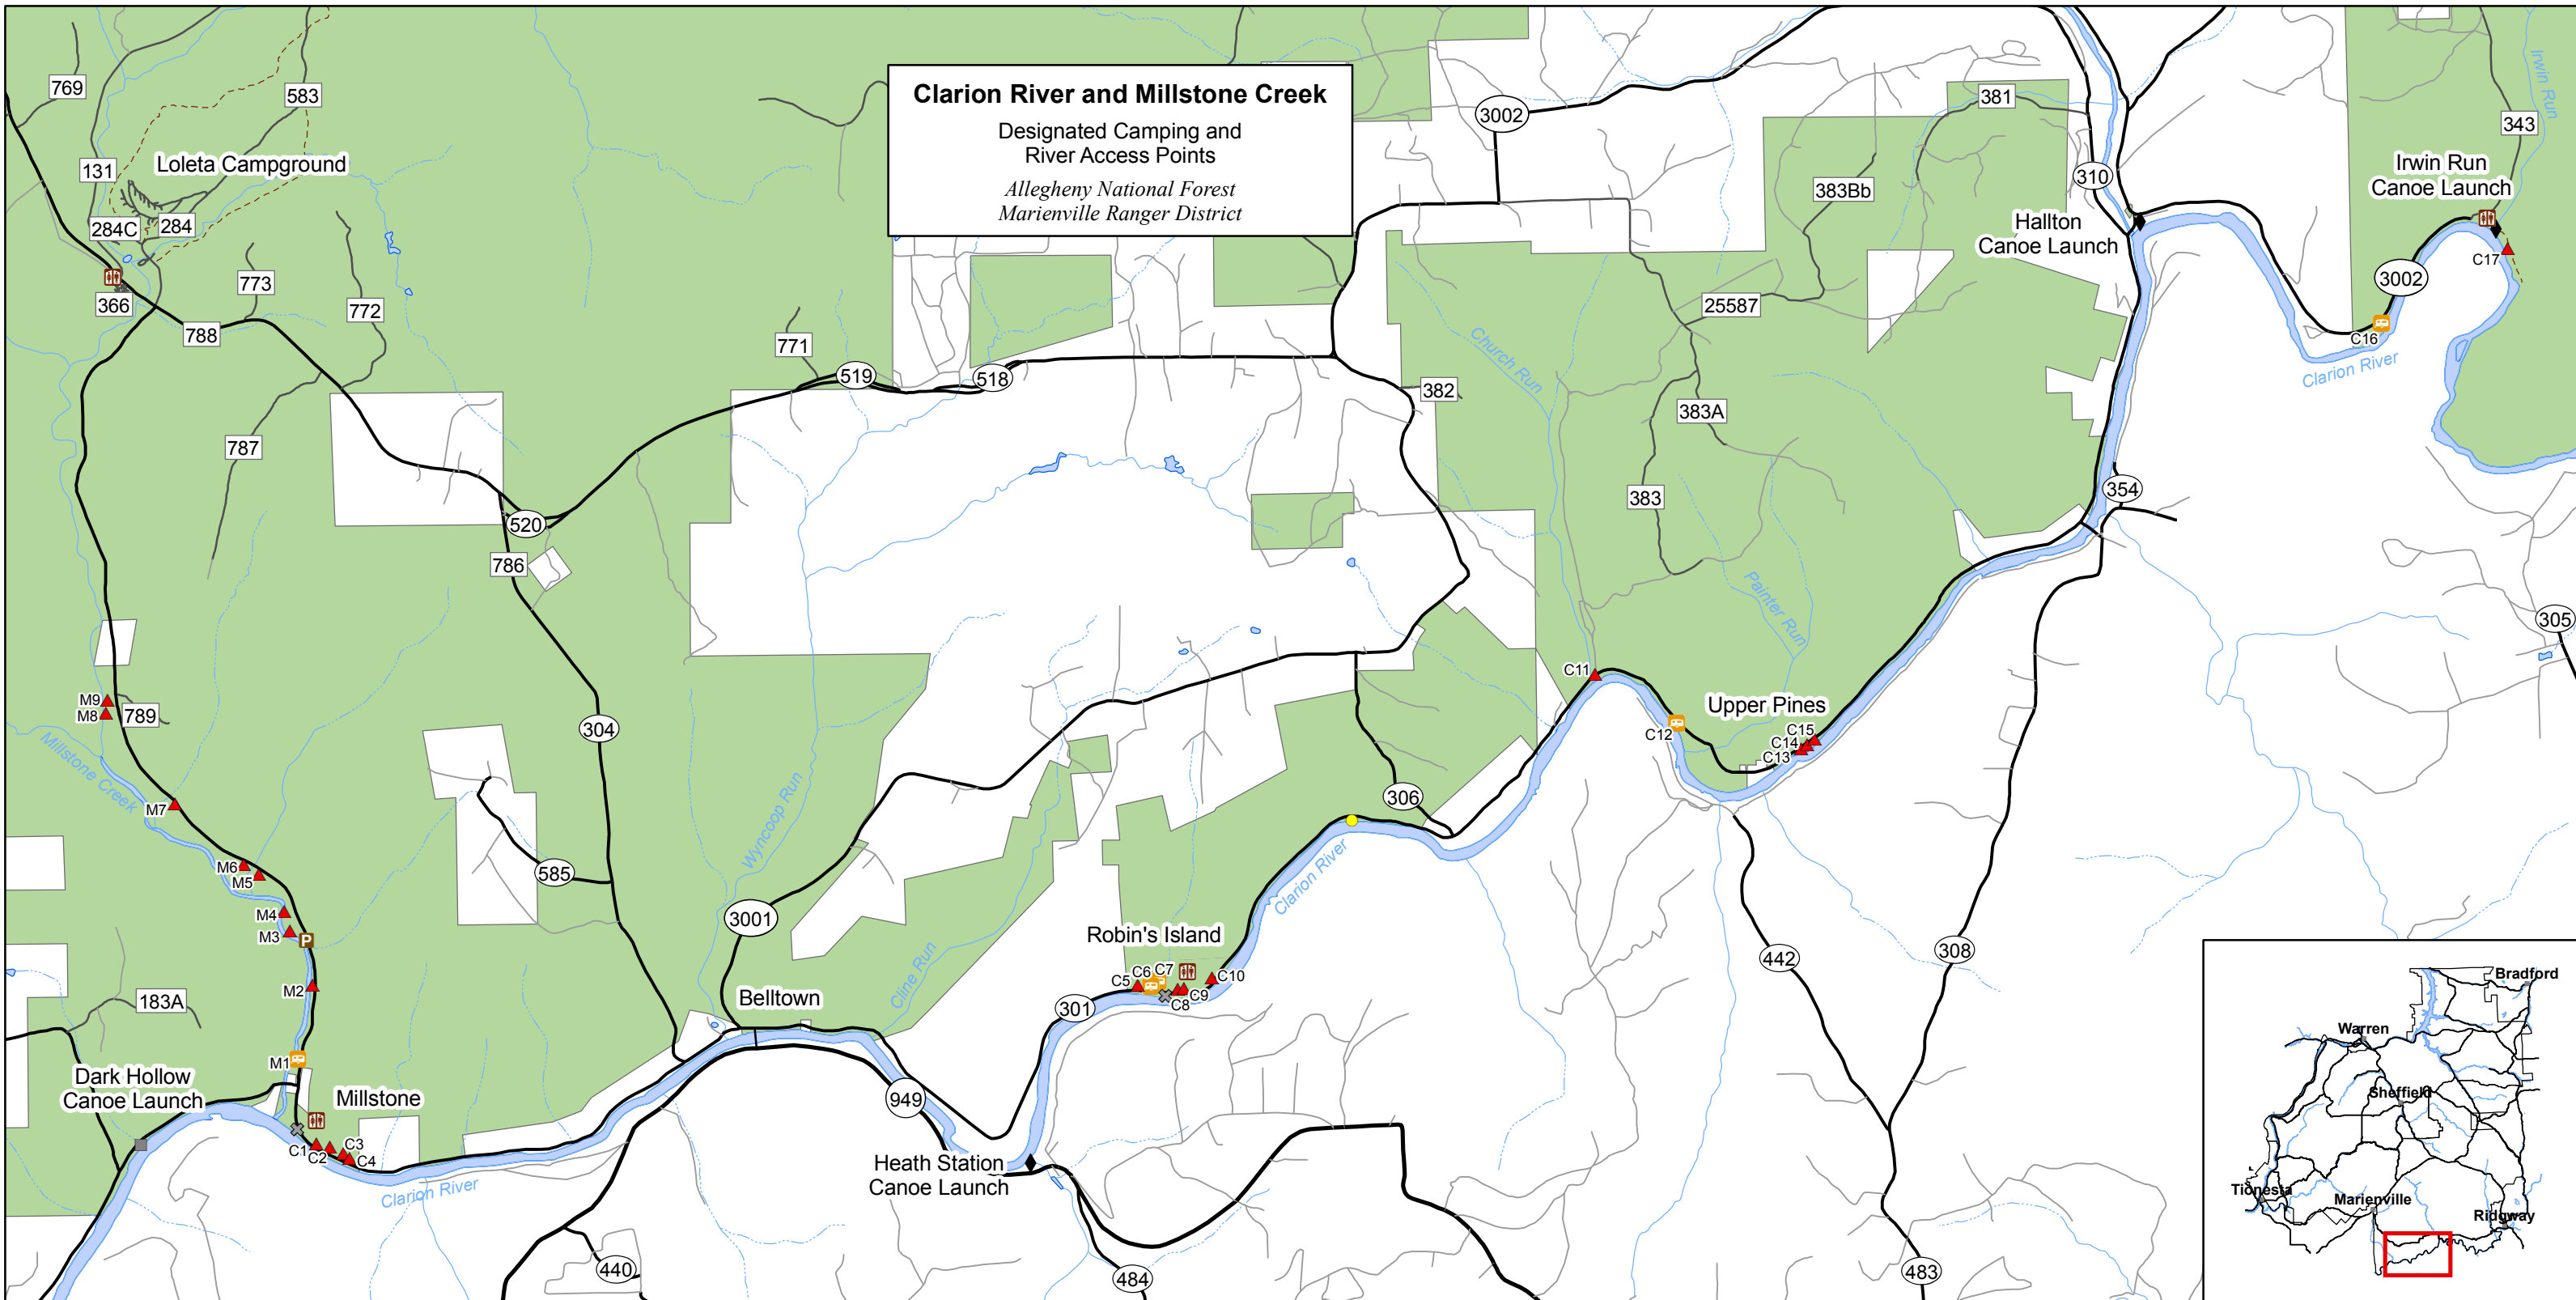 Clarion River and Millstone Creek
Designated Camping and
River Access Points
Allegheny National Forest
Marienville Ranger District
769
583
131
Loleta Campground
284C
284
366
773
788
772
787
771
519
518
520
786
304
585
789
M9
M8
Millstone Creek
M7
M6
M5
M4
M3
P
M2
M1
183A
Dark Hollow
Canoe Launch
Millstone
C1
C2
C3
C4
Clarion River
Wyncoop Run
3001
Belltown
Cline Run
949
Heath Station
Canoe Launch
440
484
301
Robin's Island
C5
C6
C7
C8
C9
C10
Clarion River
306
3002
382
Church Run
381
383Bb
25587
383A
383
Painter Run
C11
C12
Upper Pines
C13
C14
C15
310
Hallton
Canoe Launch
354
442
308
483
305
Irwin Run
343
Irwin Run
Canoe Launch
C17
3002
C16
Clarion River
Bradford
Warren
Sheffield
Tionesta
Marienville
Ridgway